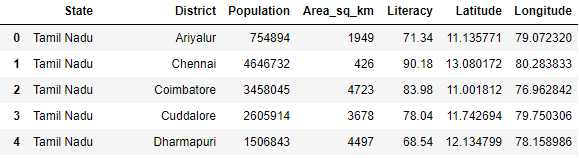 State District Population Area_sq_km Literacy Latitude Longitude
0 Tamil Nadu Ariyalur 754894 1949 71.34 11.135771 79.072320
1 Tamil Nadu Chennai 4646732 426 90.18 13.080172 80.283833
2 Tamil Nadu Coimbatore 3458045 4723 83.98 11.001812 76.962842
3 Tamil Nadu Cuddalore 2605914 3678 78.04 11.742694 79.750306
4 Tamil Nadu Dharmapuri 1506843 4497 68.54 12.134799 78.158986